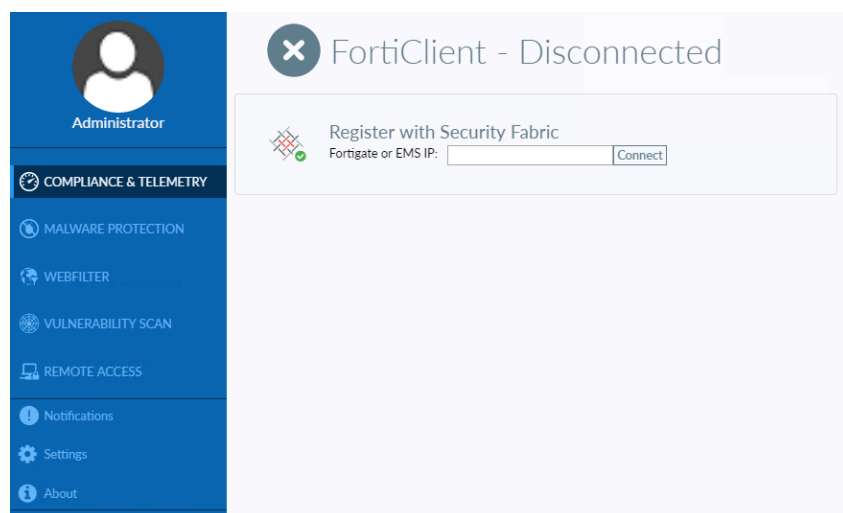 Administrator
COMPLIANCE & TELEMETRY
MALWARE PROTECTION
WEBFILTER
VULNERABILITY SCAN
REMOTE ACCESS
Notifications
Settings
About
FortiClient - Disconnected
Register with Security Fabric
Fortigate or EMS IP: Connect